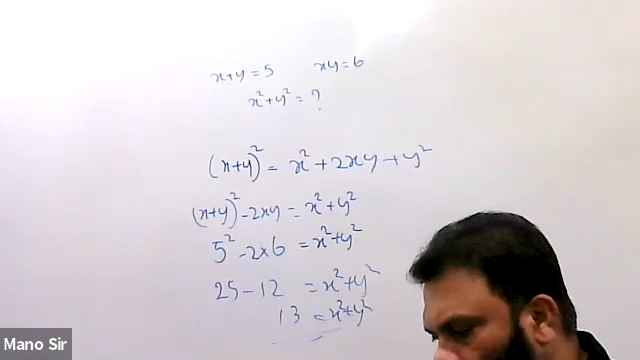 x+y = 5 xy = 6
x² + y² = ?
(x+y)² = x² + 2xy + y²
(x+y)² - 2xy = x² + y²
5² - 2×6 = x² + y²
25 - 12 = x² + y²
13 = x² + y²
Mano Sir